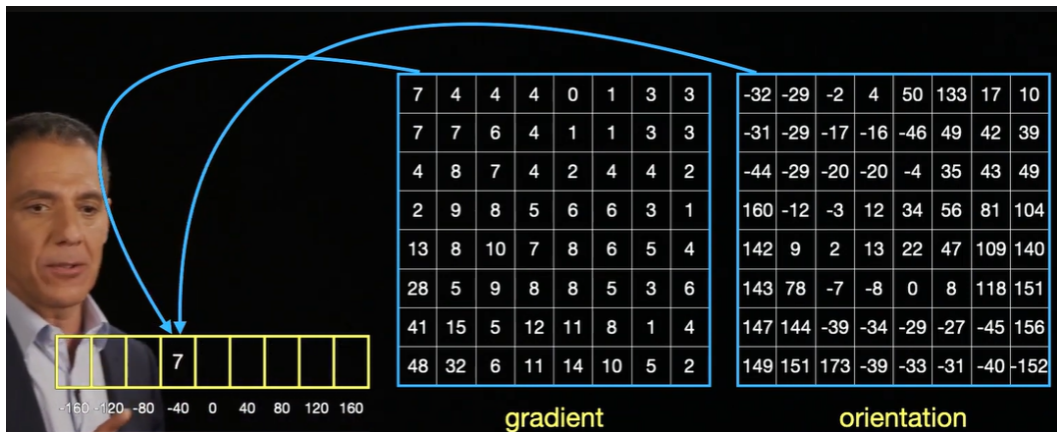 7 4 4 4 0 1 3 3 -32 -29 -2 4 50 133 17 10
7 7 6 4 1 1 3 3 -31 -29 -17 -16 -46 49 42 39
4 8 7 4 2 4 4 2 -44 -29 -20 -20 -4 35 43 49
2 9 8 5 6 6 3 1 160 -12 -3 12 34 56 81 104
13 8 10 7 8 6 5 4 142 9 2 13 22 47 109 140
28 5 9 8 8 5 3 6 143 78 -7 -8 0 8 118 151
41 15 5 12 11 8 1 4 147 144 -39 -34 -29 -27 -45 156
7 48 32 6 11 14 10 5 2 149 151 173 -39 -33 -31 -40 -152
-160 -120 -80 -40 0 40 80 120 160
gradient orientation